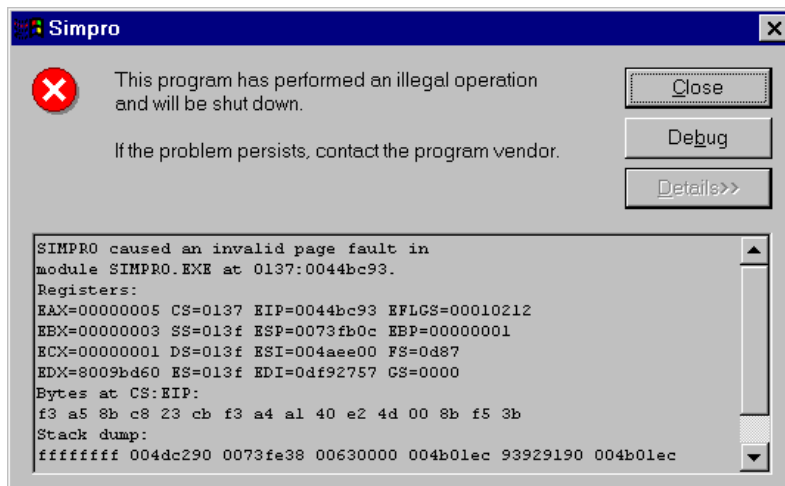 Simpro
This program has performed an illegal operation
and will be shut down.
If the problem persists, contact the program vendor.
Close
Debug
Details>>
SIMPRO caused an invalid page fault in
module SIMPRO.EXE at 0137:0044bc93.
Registers:
EAX=00000005 CS=0137 EIP=0044bc93 EFLGS=00010212
EBX=00000003 SS=013f ESP=0073fb0c EBP=00000001
ECX=00000001 DS=013f ESI=004aee00 FS=0d87
EDX=8009bd60 ES=013f EDI=0df92757 GS=0000
Bytes at CS:EIP:
f3 a5 8b c8 23 cb f3 a4 a1 40 e2 4d 00 8b f5 3b
Stack dump:
ffffffff 004dc290 0073fe38 00630000 004b01ec 93929190 004b01ec